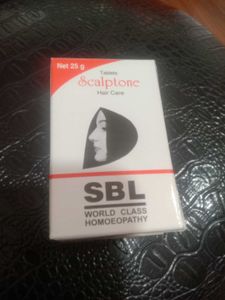 Net 25 g
Tablets
Scalptone
Hair Care
SBL
WORLD CLASS
HOMOEOPATHY